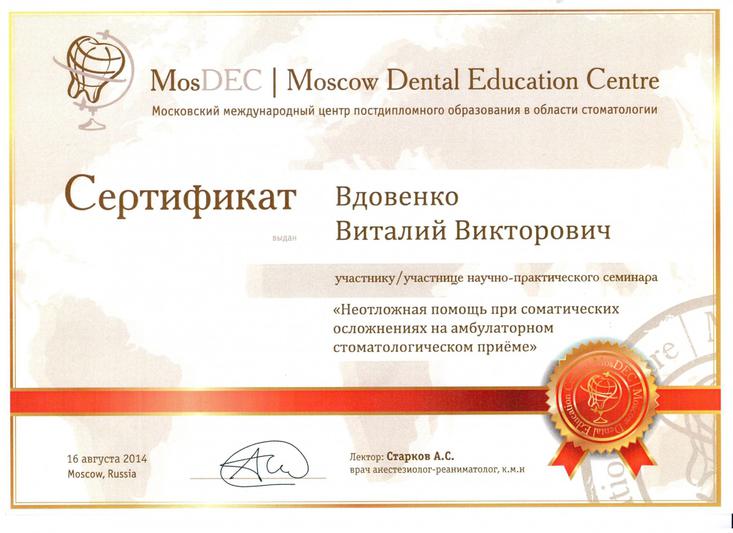 MosDEC | Moscow Dental Education Centre
Московский международный центр постдипломного образования в области стоматологии
Сертификат
выдан
Вдовенко
Виталий Викторович
участнику/участнице научно-практического семинара
«Неотложная помощь при соматических
осложнениях на амбулаторном
стоматологическом приёме»
MosDEC | Moscow Dental Education Centre
16 августа 2014
Moscow, Russia
Лектор: Старков А.С.
врач анестезиолог-реаниматолог, к.м.н